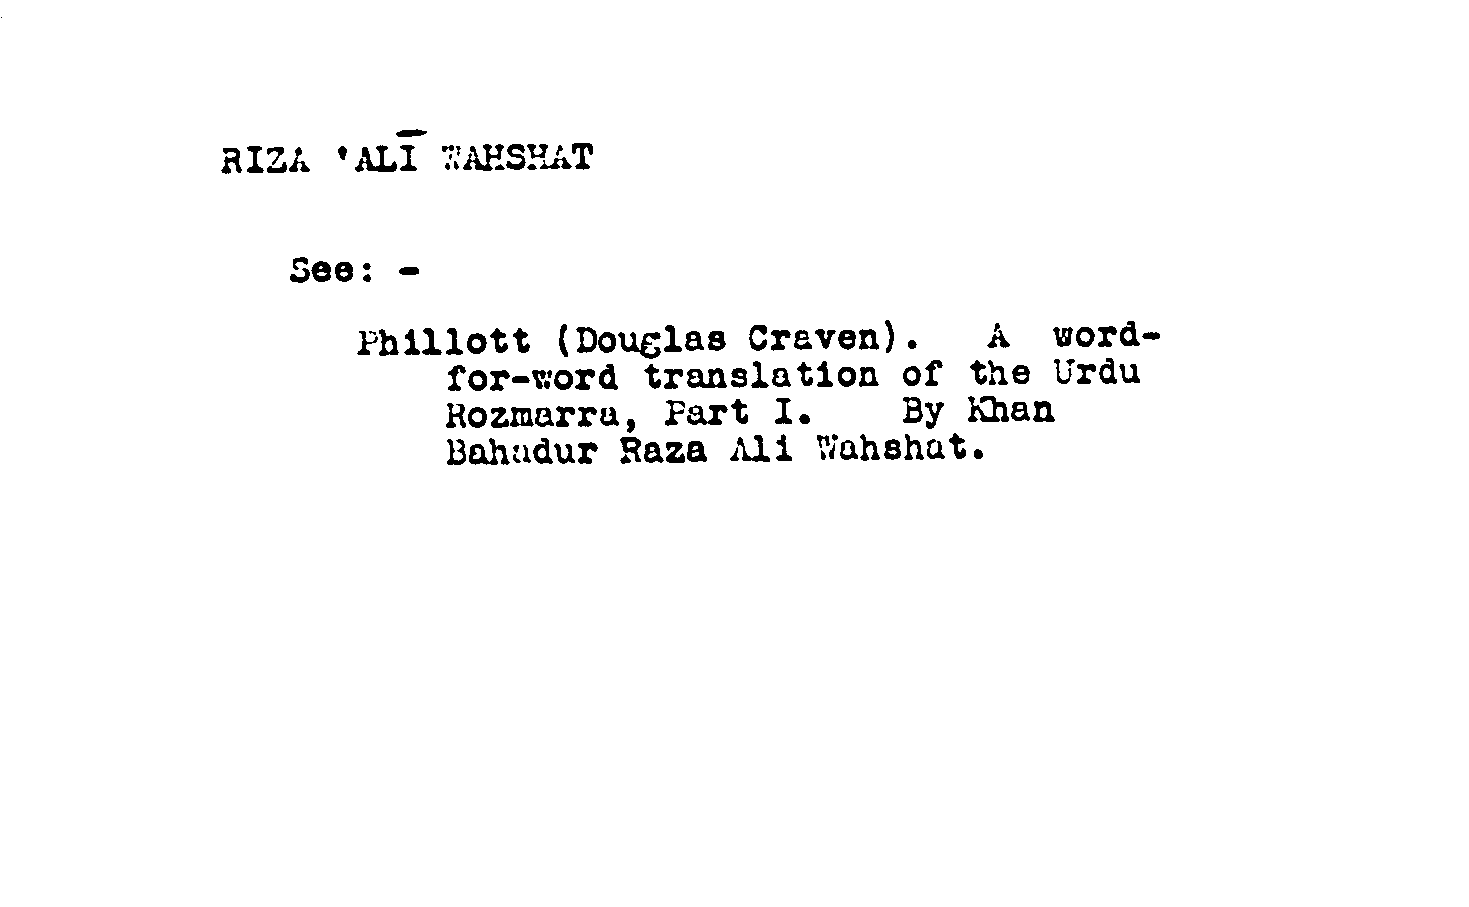 RIZA 'ALĪ WAHSHAT
See: -
Phillott (Douglas Craven). A word-
for-word translation of the Urdu
Rozmarra, Part I. By Khan
Bahadur Raza Ali Wahshat.